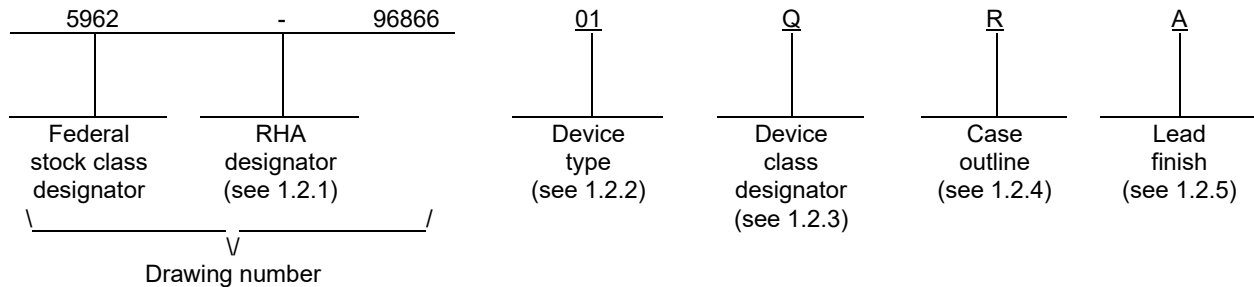 5962 - 96866 01 Q R A
Federal stock class designator
RHA designator (see 1.2.1)
Device type (see 1.2.2)
Device class designator (see 1.2.3)
Case outline (see 1.2.4)
Lead finish (see 1.2.5)
Drawing number